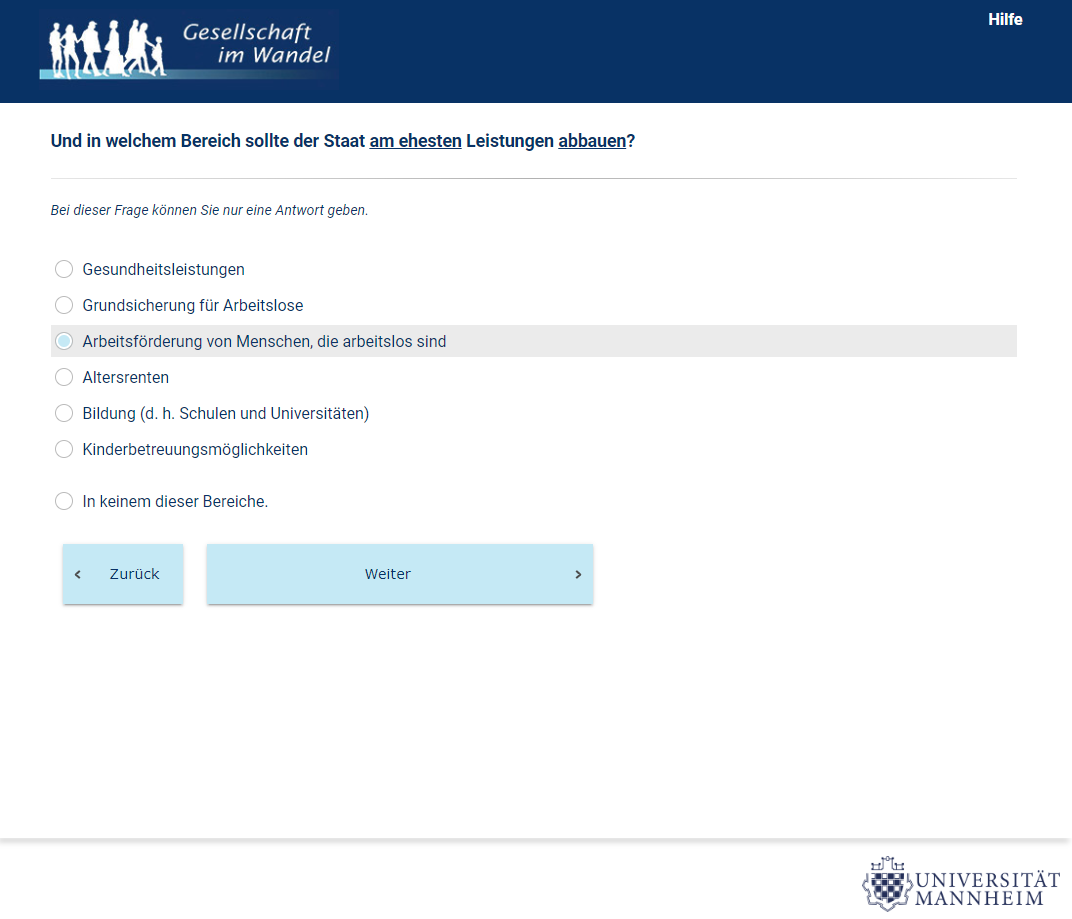 Gesellschaft
im Wandel
Hilfe
Und in welchem Bereich sollte der Staat am ehesten Leistungen abbauen?
Bei dieser Frage können Sie nur eine Antwort geben.
Gesundheitsleistungen
Grundsicherung für Arbeitslose
Arbeitsförderung von Menschen, die arbeitslos sind
Altersrenten
Bildung (d. h. Schulen und Universitäten)
Kinderbetreuungsmöglichkeiten
In keinem dieser Bereiche.
Zurück
Weiter
UNIVERSITÄT
MANNHEIM